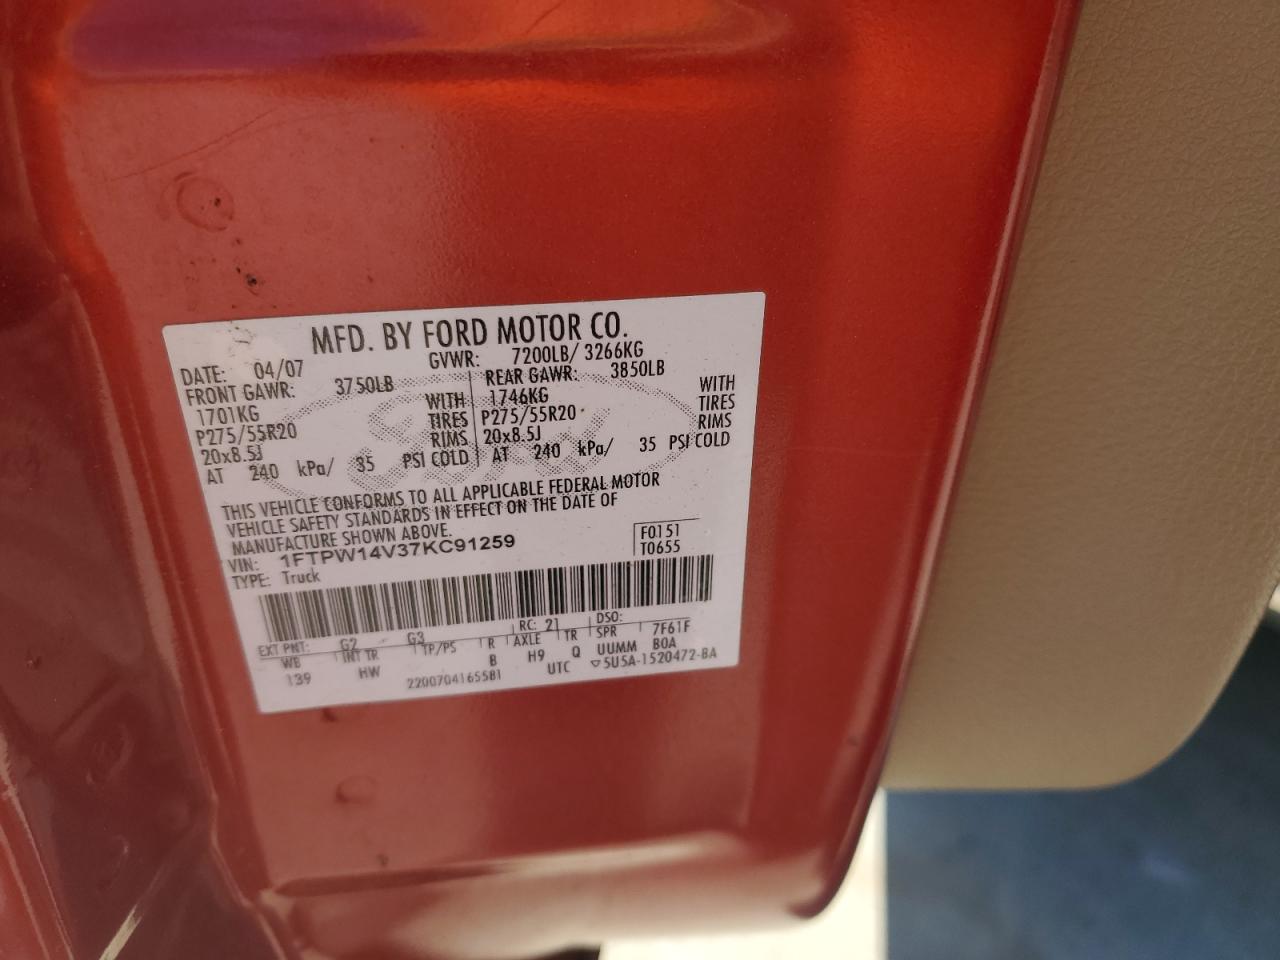 MFD. BY FORD MOTOR CO.
DATE: 04/07 GVWR: 7200LB/ 3266KG
FRONT GAWR: 3750LB REAR GAWR: 3850LB
1701KG WITH 1746KG WITH
P275/55R20 TIRES P275/55R20 TIRES
20x8.5J RIMS 20x8.5J RIMS
AT 240 kPa/ 35 PSI COLD AT 240 kPa/ 35 PSI COLD
THIS VEHICLE CONFORMS TO ALL APPLICABLE FEDERAL MOTOR
VEHICLE SAFETY STANDARDS IN EFFECT ON THE DATE OF
MANUFACTURE SHOWN ABOVE.
VIN: 1FTPW14V37KC91259 F0151
TYPE: Truck T0655
EXT PNT: G2 G3 RC: 21 DSO:
WB INT TR TP/PS R AXLE TR SPR 7F61F
139 HW B H9 Q UUMM BOA
2200704165581 UTC ▽5U5A-1520472-BA